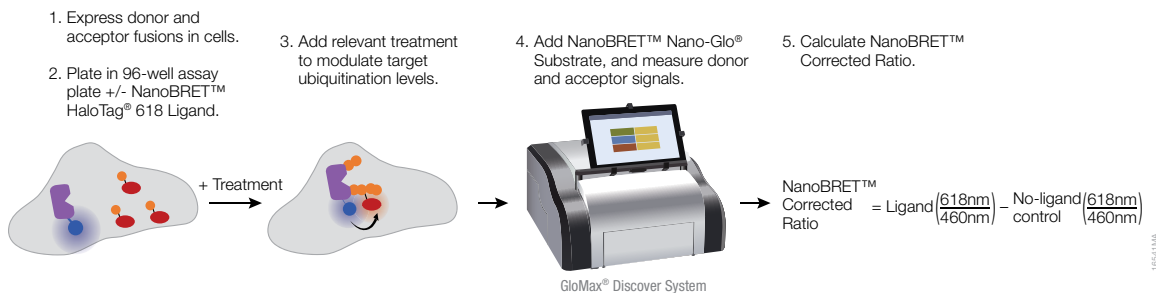 1. Express donor and
acceptor fusions in cells.
2. Plate in 96-well assay
plate +/- NanoBRET™
HaloTag® 618 Ligand.
3. Add relevant treatment
to modulate target
ubiquitination levels.
4. Add NanoBRET™ Nano-Glo®
Substrate, and measure donor
and acceptor signals.
5. Calculate NanoBRET™
Corrected Ratio.
+ Treatment
GloMax® Discover System
NanoBRET™
Corrected
Ratio
= Ligand(618nm/460nm) – No-ligand control (618nm/460nm)
16541MA